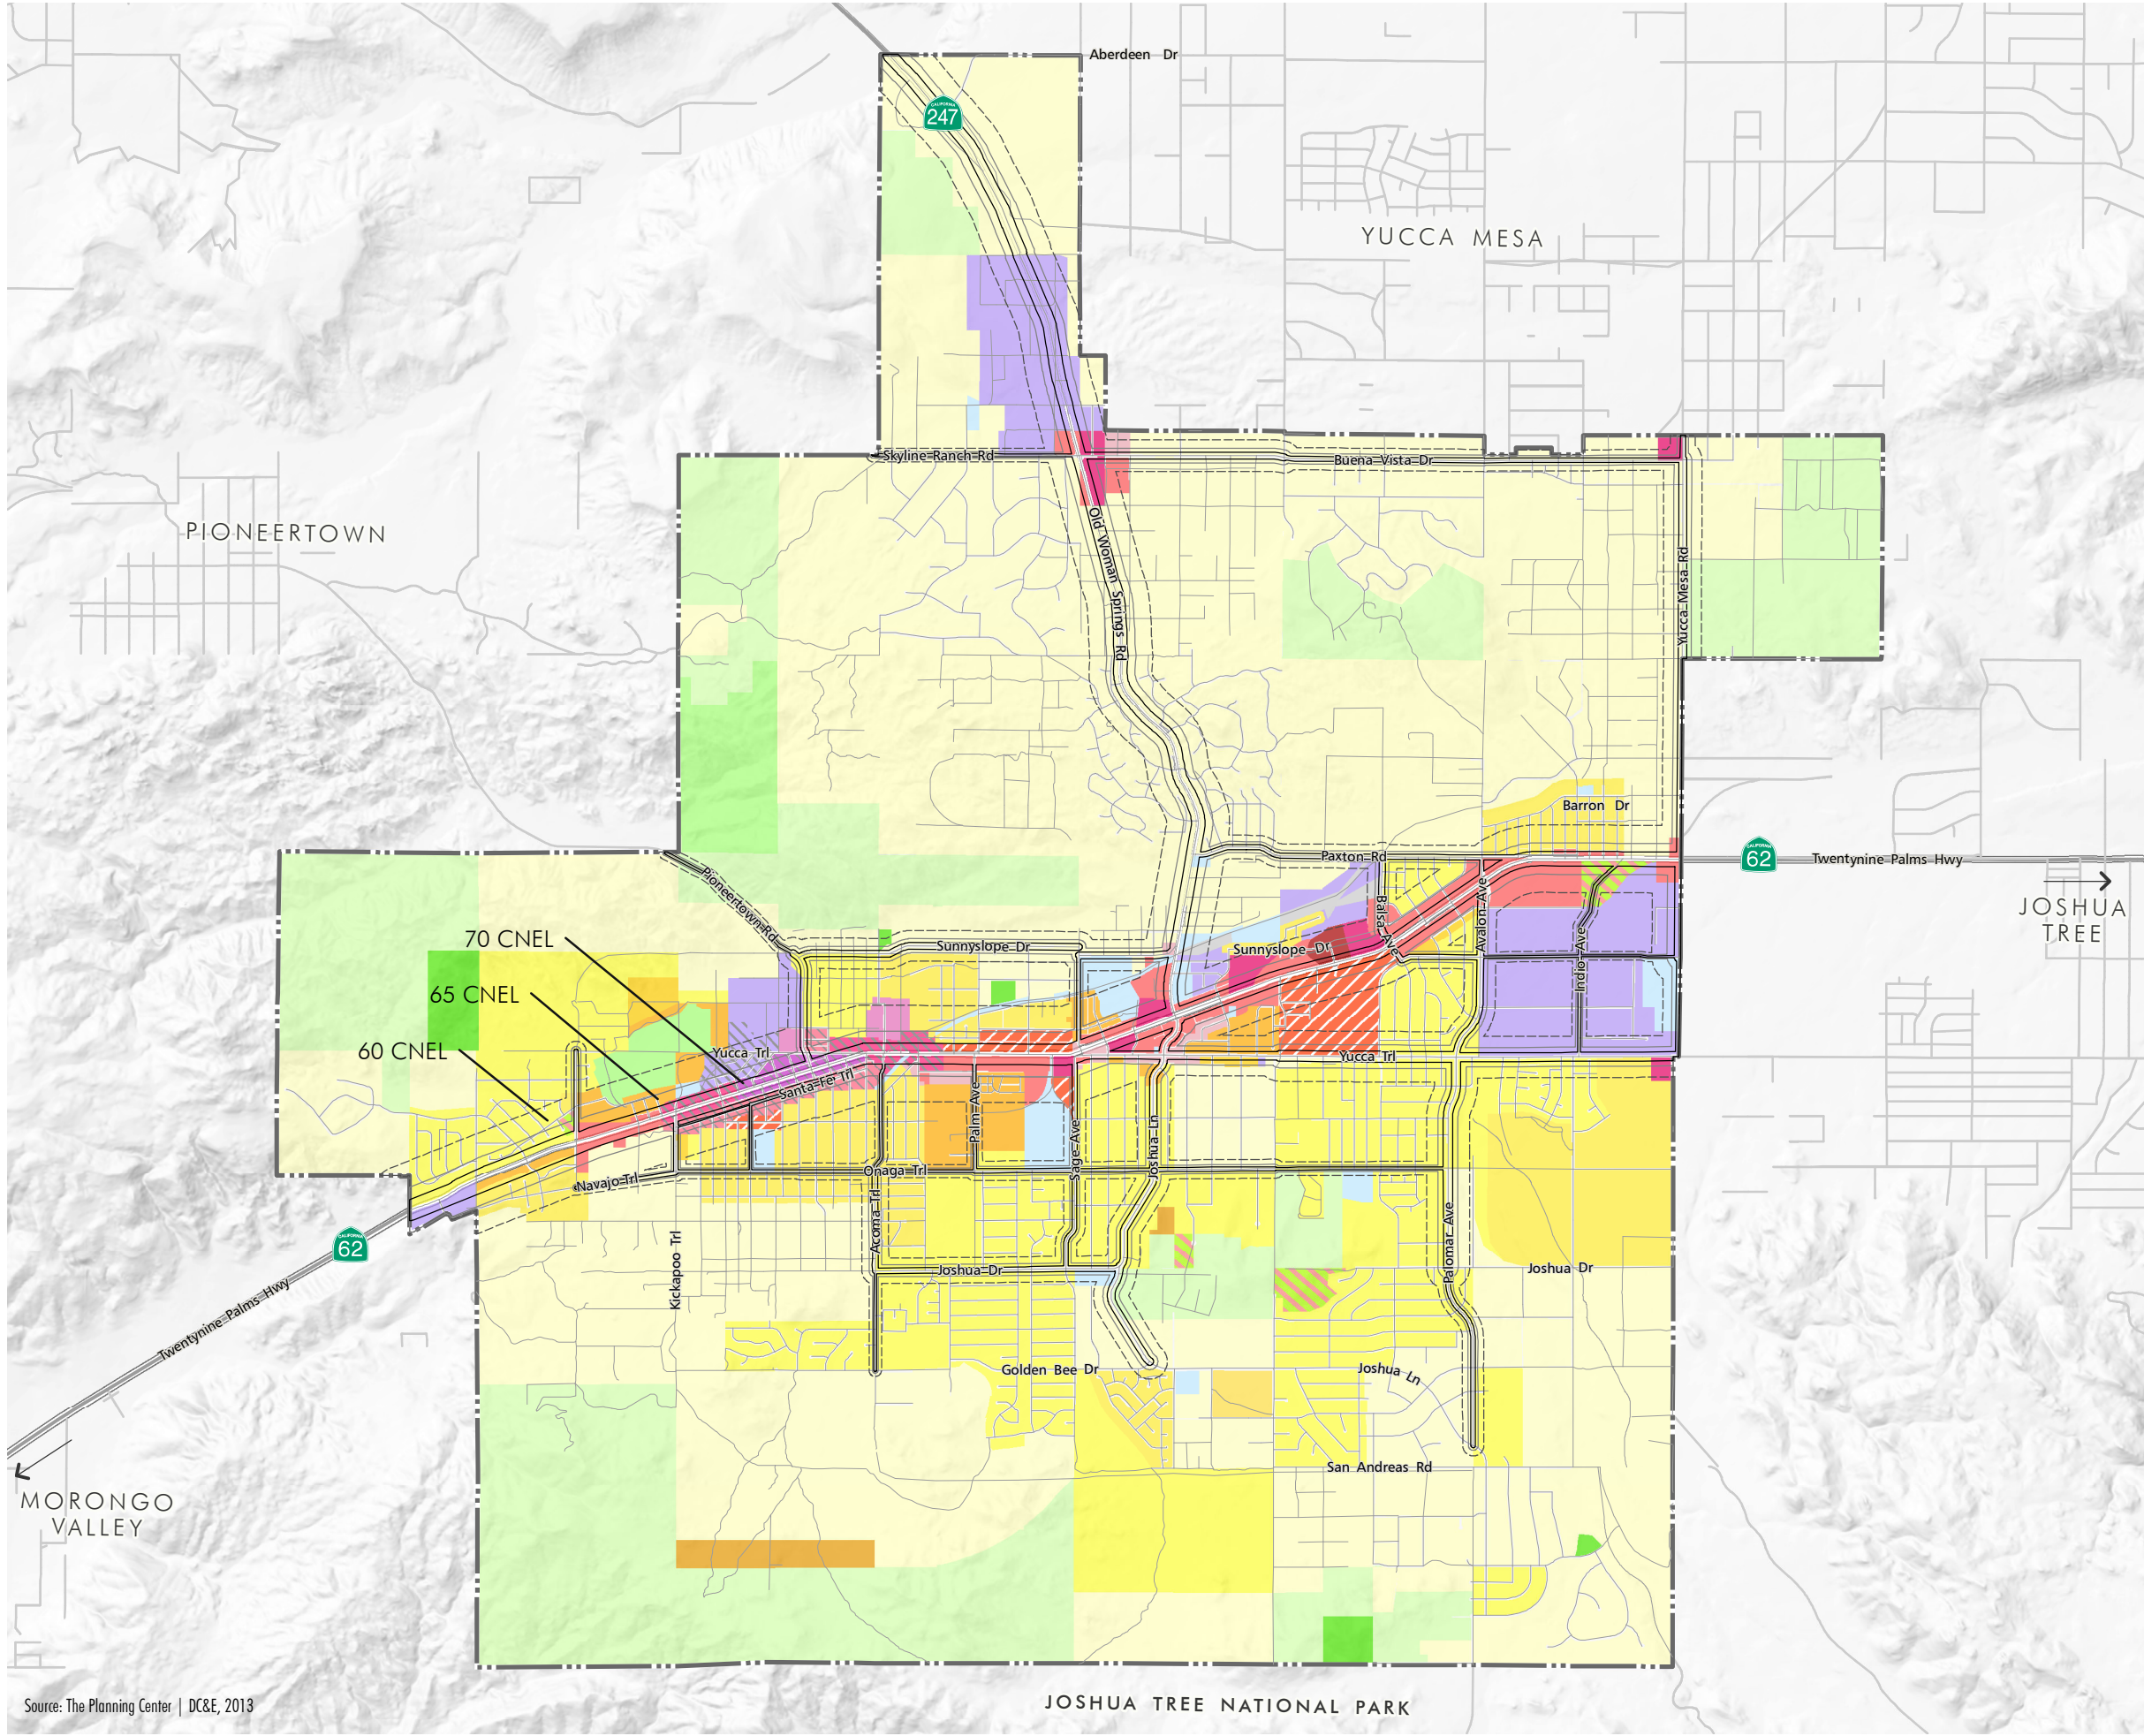 Aberdeen Dr
CALIFORNIA
247
YUCCA MESA
Skyline Ranch Rd
Buena Vista Dr
PIONEERTOWN
Old Woman Springs Rd
Yucca Mesa Rd
Barron Dr
Paxton Rd
CALIFORNIA
62
Twentynine Palms Hwy
Pioneertown Rd
JOSHUA
TREE
70 CNEL
Sunnyslope Dr
Sunnyslope Dr
Balsa Ave
Avalon Ave
Indio Ave
65 CNEL
60 CNEL
Yucca Trl
Yucca Trl
Santa Fe Trl
Palm Ave
Sage Ave
Joshua Ln
Onaga Trl
Navajo Trl
Acoma Trl
Kickapoo Trl
Palomar Ave
CALIFORNIA
62
Twentynine Palms Hwy
Joshua Dr
Joshua Dr
Golden Bee Dr
Joshua Ln
San Andreas Rd
MORONGO
VALLEY
Source: The Planning Center | DC&E, 2013
JOSHUA TREE NATIONAL PARK